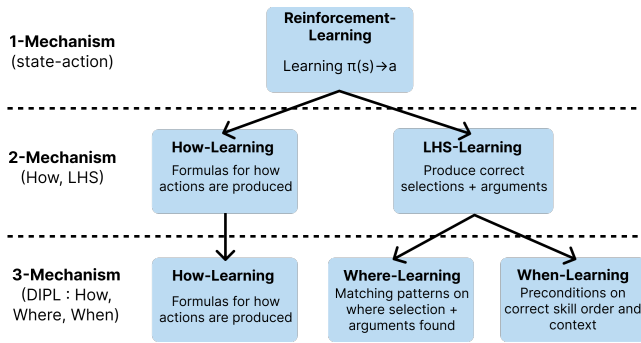 Reinforcement-
Learning
Learning π(s)→a
1-Mechanism
(state-action)
2-Mechanism
(How, LHS)
How-Learning
Formulas for how
actions are produced
LHS-Learning
Produce correct
selections + arguments
3-Mechanism
(DIPL : How,
Where, When)
How-Learning
Formulas for how
actions are produced
Where-Learning
Matching patterns on
where selection +
arguments found
When-Learning
Preconditions on
correct skill order and
context